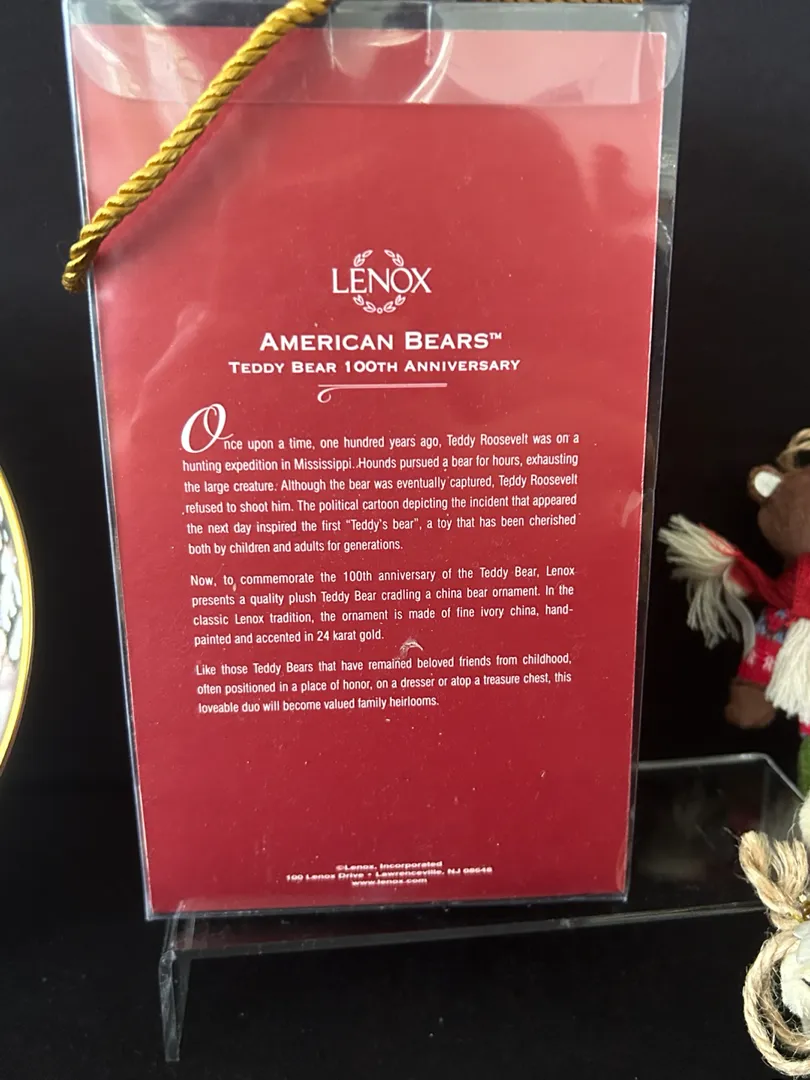 LENOX
AMERICAN BEARS™
TEDDY BEAR 100TH ANNIVERSARY
Once upon a time, one hundred years ago, Teddy Roosevelt was on a
hunting expedition in Mississippi. Hounds pursued a bear for hours, exhausting
the large creature. Although the bear was eventually captured, Teddy Roosevelt
refused to shoot him. The political cartoon depicting the incident that appeared
the next day inspired the first "Teddy's bear", a toy that has been cherished
both by children and adults for generations.
Now, to commemorate the 100th anniversary of the Teddy Bear, Lenox
presents a quality plush Teddy Bear cradling a china bear ornament. In the
classic Lenox tradition, the ornament is made of fine ivory china, hand-
painted and accented in 24 karat gold.
Like those Teddy Bears that have remained beloved friends from childhood,
often positioned in a place of honor, on a dresser or atop a treasure chest, this
loveable duo will become valued family heirlooms.
©Lenox, Incorporated
100 Lenox Drive • Lawrenceville, NJ 08648
www.lenox.com